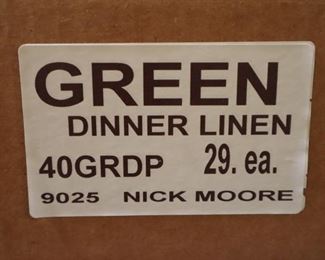 GREEN
DINNER LINEN
40GRDP 29. ea.
9025 NICK MOORE